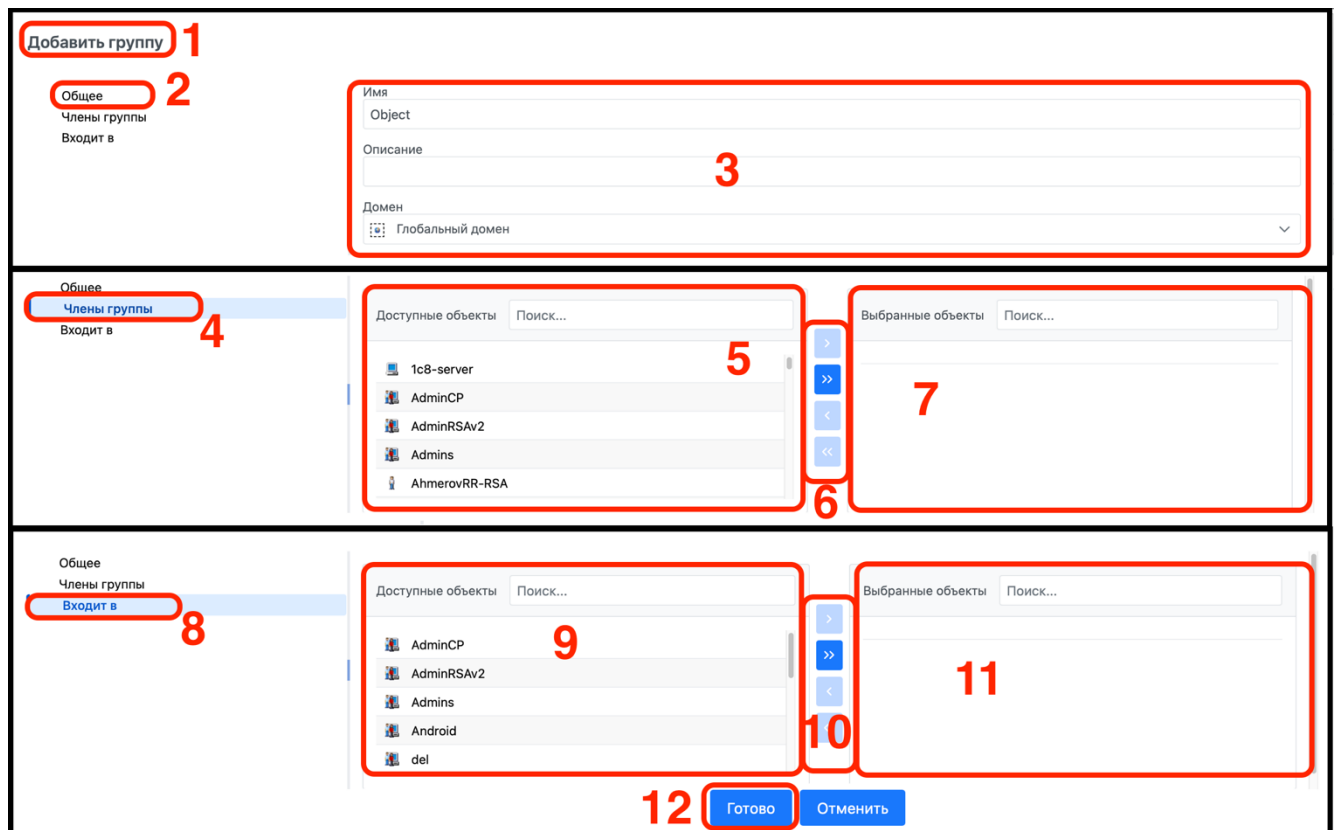 Добавить группу 1
Общее 2
Члены группы
Входит в
Имя
Object
Описание
3
Домен
Глобальный домен
Общее
Члены группы 4
Входит в
Доступные объекты Поиск...
5
1c8-server
AdminCP
AdminRSAv2
Admins
AhmerovRR-RSA
>
>>
<
<<
6
Выбранные объекты Поиск...
7
Общее
Члены группы
Входит в
8
Доступные объекты Поиск...
9
AdminCP
AdminRSAv2
Admins
Android
del
>
>>
<
10
Выбранные объекты Поиск...
11
12 Готово Отменить